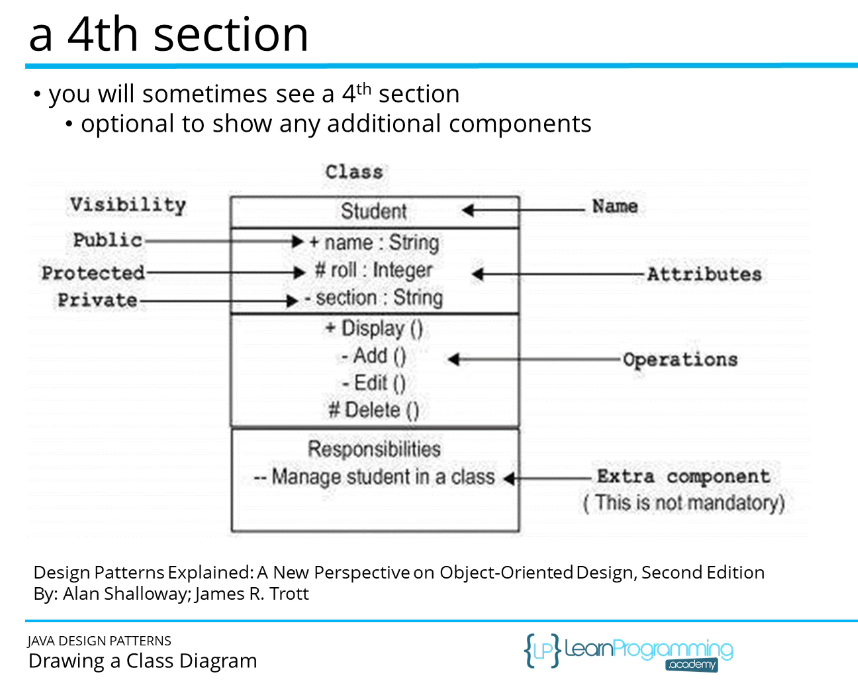 a 4th section
• you will sometimes see a 4th section
• optional to show any additional components
Class
Visibility
Student
Name
Public
+ name : String
Protected
# roll : Integer
Attributes
Private
- section : String
+ Display ()
- Add ()
Operations
- Edit ()
# Delete ()
Responsibilities
-- Manage student in a class
Extra component
( This is not mandatory)
Design Patterns Explained: A New Perspective on Object-Oriented Design, Second Edition
By: Alan Shalloway; James R. Trott
JAVA DESIGN PATTERNS
Drawing a Class Diagram
{LP} LearnProgramming
.academy